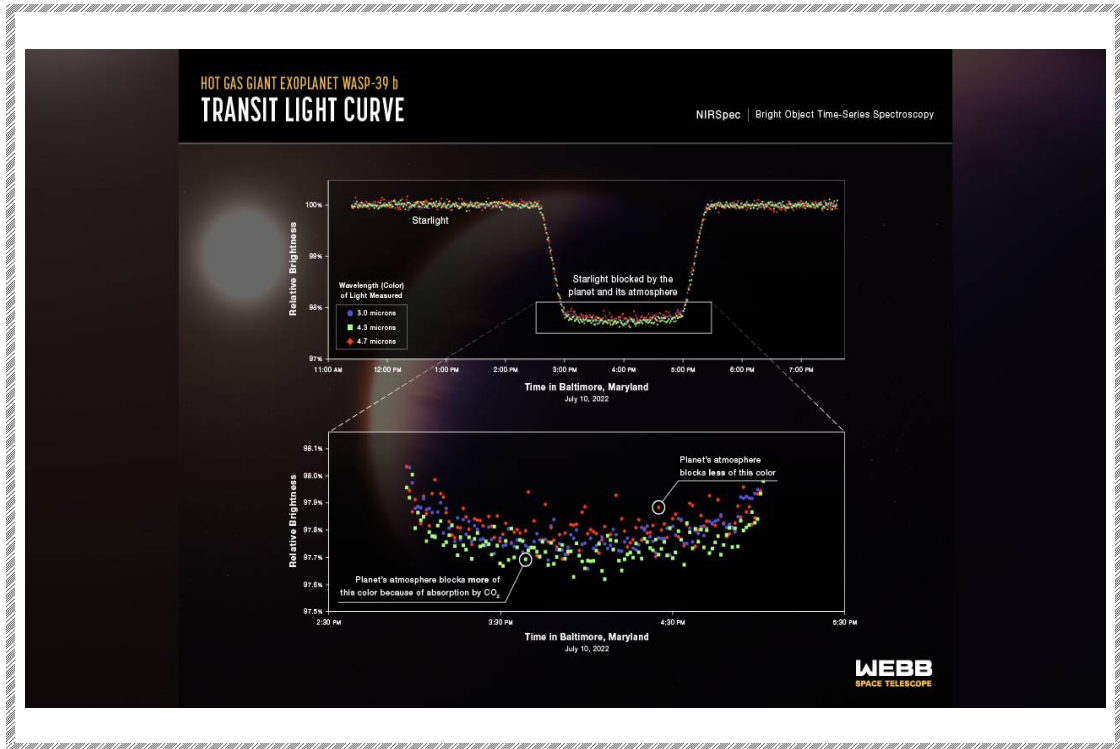 HOT GAS GIANT EXOPLANET WASP-39 b
TRANSIT LIGHT CURVE
NIRSpec | Bright Object Time-Series Spectroscopy
Relative Brightness
100%
99%
98%
97%
Starlight
Starlight blocked by the
planet and its atmosphere
Wavelength (Color)
of Light Measured
3.0 microns
4.3 microns
4.7 microns
11:00 AM 12:00 PM 1:00 PM 2:00 PM 3:00 PM 4:00 PM 5:00 PM 6:00 PM 7:00 PM
Time in Baltimore, Maryland
July 10, 2022
Relative Brightness
98.1%
98.0%
97.9%
97.8%
97.7%
97.6%
97.5%
Planet's atmosphere
blocks less of this color
Planet's atmosphere blocks more of
this color because of absorption by CO₂
2:30 PM 3:30 PM 4:30 PM 5:30 PM
Time in Baltimore, Maryland
July 10, 2022
WEBB
SPACE TELESCOPE